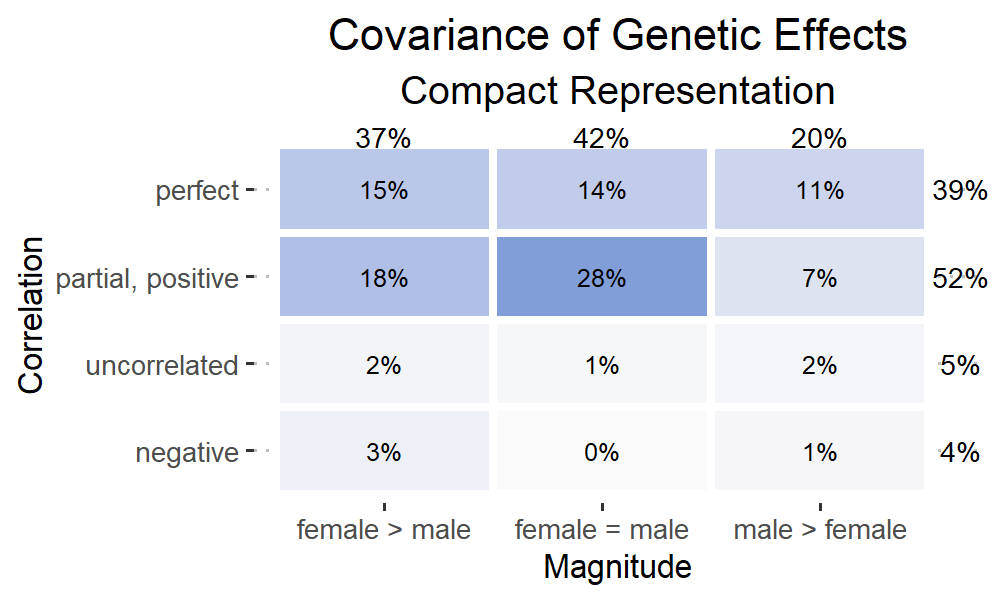 Covariance of Genetic Effects
Compact Representation
37% 42% 20%
perfect 15% 14% 11% 39%
partial, positive 18% 28% 7% 52%
uncorrelated 2% 1% 2% 5%
negative 3% 0% 1% 4%
female > male female = male male > female
Magnitude
Correlation